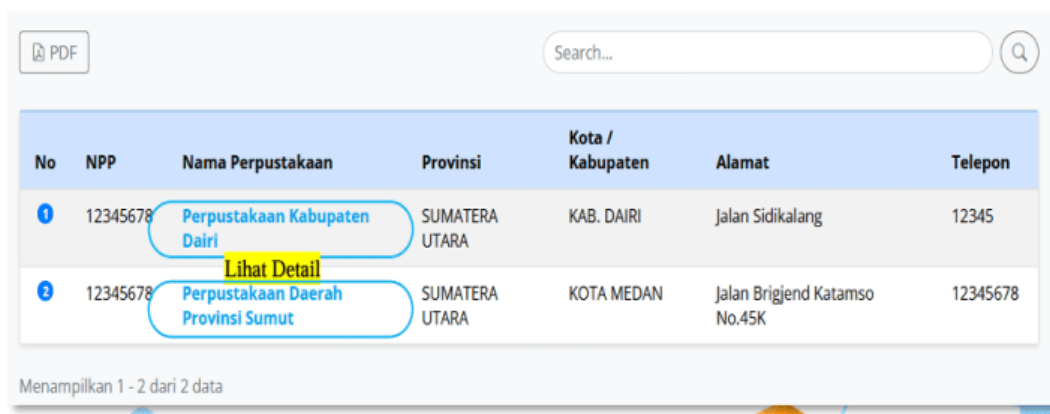 PDF
Search...
No NPP Nama Perpustakaan Provinsi Kota / Kabupaten Alamat Telepon
1 12345678 Perpustakaan Kabupaten Dairi SUMATERA UTARA KAB. DAIRI Jalan Sidikalang 12345
Lihat Detail
2 12345678 Perpustakaan Daerah Provinsi Sumut SUMATERA UTARA KOTA MEDAN Jalan Brigjend Katamso No.45K 12345678
Menampilkan 1 - 2 dari 2 data